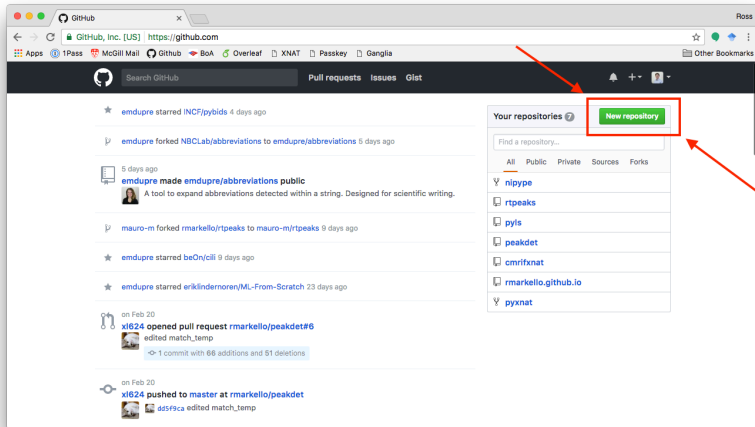 GitHub
Ross
GitHub, Inc. [US] https://github.com
Apps 1Pass McGill Mail Github BoA Overleaf XNAT Passkey Ganglia Other Bookmarks
Search GitHub Pull requests Issues Gist
emdupre starred INCF/pybids 4 days ago
emdupre forked NBCLab/abbreviations to emdupre/abbreviations 5 days ago
5 days ago
emdupre made emdupre/abbreviations public
A tool to expand abbreviations detected within a string. Designed for scientific writing.
mauro-m forked rmarkello/rtpeaks to mauro-m/rtpeaks 9 days ago
emdupre starred beOn/cili 9 days ago
emdupre starred eriklindernoren/ML-From-Scratch 23 days ago
on Feb 20
xl624 opened pull request rmarkello/peakdet#6
edited match_temp
1 commit with 66 additions and 51 deletions
on Feb 20
xl624 pushed to master at rmarkello/peakdet
dd5f9ca edited match_temp
Your repositories 7 New repository
Find a repository...
All Public Private Sources Forks
nipype
rtpeaks
pyls
peakdet
cmrifxnat
rmarkello.github.io
pyxnat